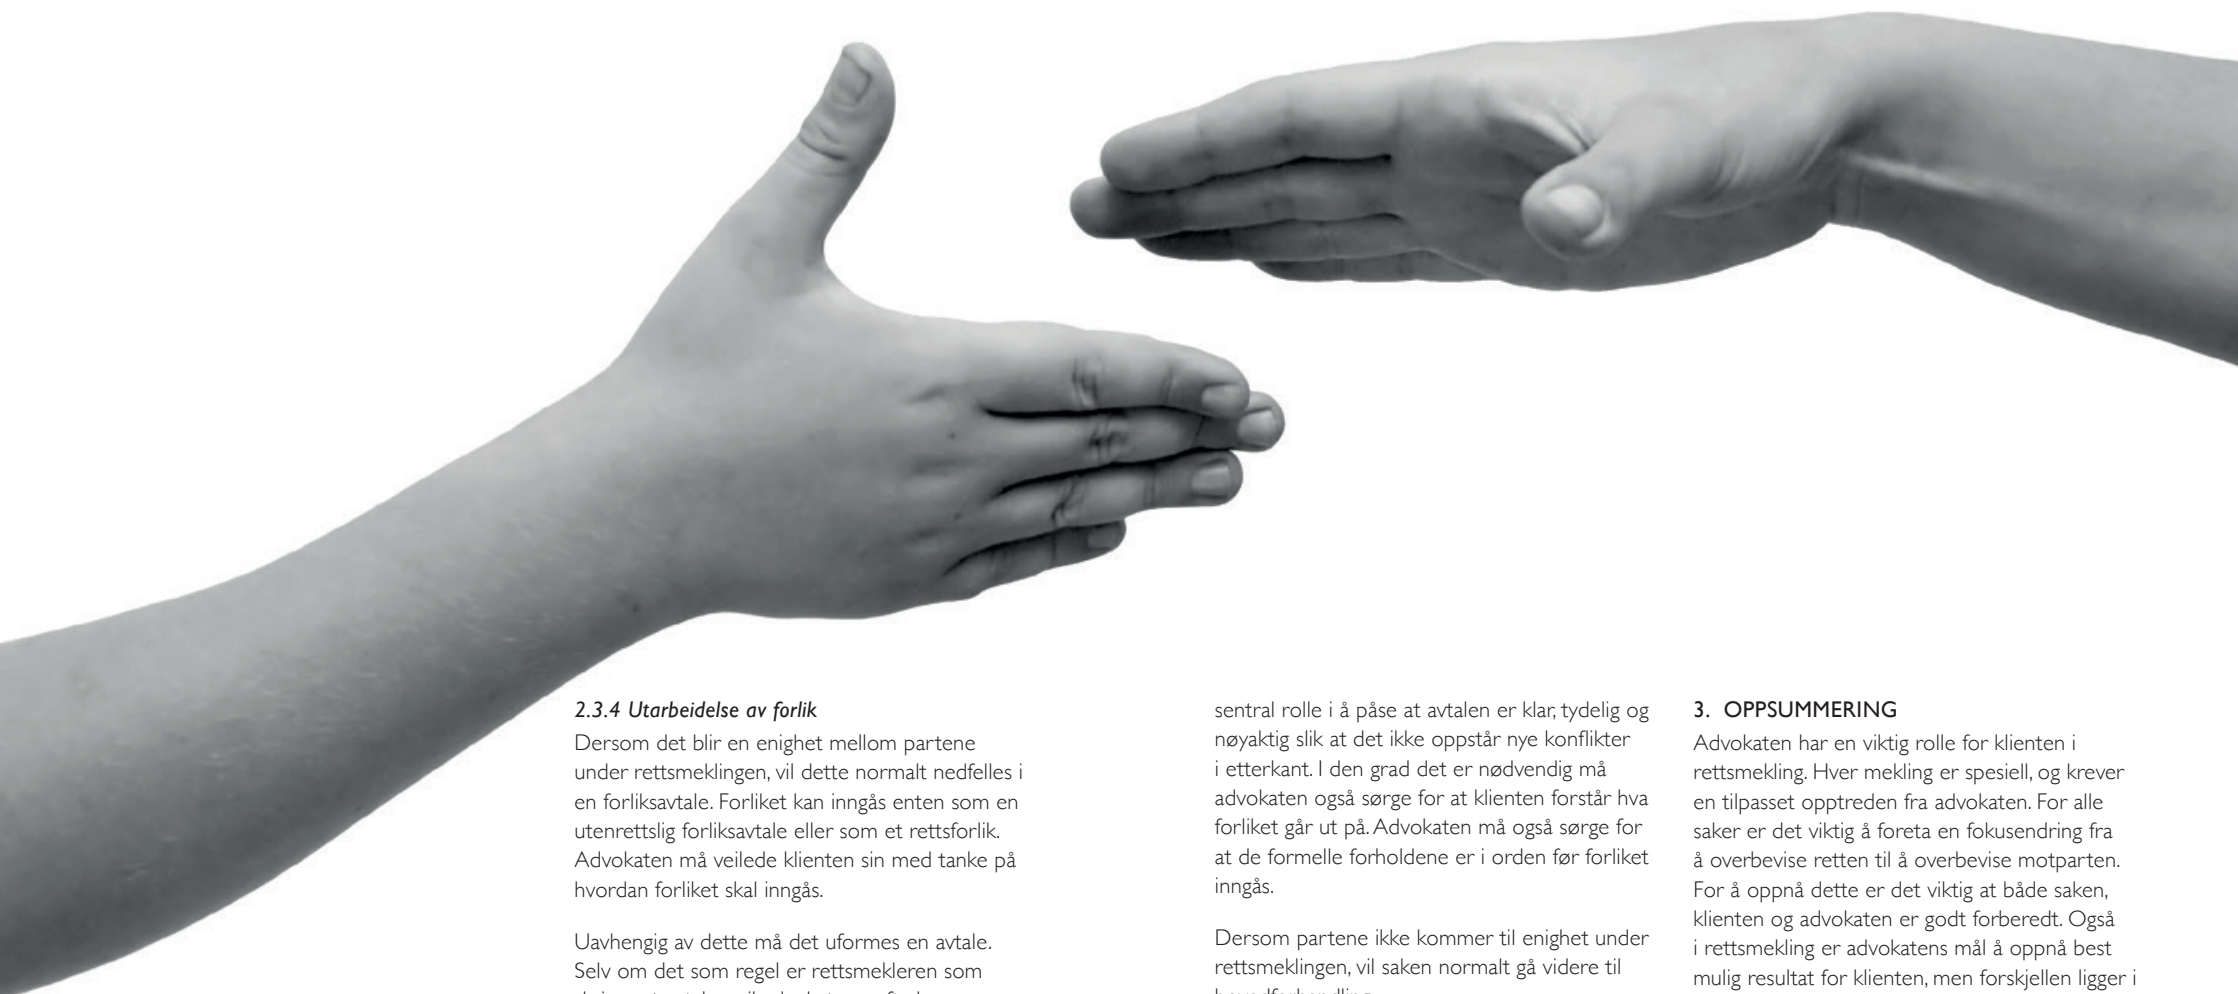 2.3.4 Utarbeidelse av forlik
Dersom det blir en enighet mellom partene
under rettsmeklingen, vil dette normalt nedfelles i
en forliksavtale. Forliket kan inngås enten som en
utenrettslig forliksavtale eller som et rettsforlik.
Advokaten må veilede klienten sin med tanke på
hvordan forliket skal inngås.
Uavhengig av dette må det uformes en avtale.
Selv om det som regel er rettsmekleren som
sentral rolle i å påse at avtalen er klar, tydelig og
nøyaktig slik at det ikke oppstår nye konflikter
i etterkant. I den grad det er nødvendig må
advokaten også sørge for at klienten forstår hva
forliket går ut på. Advokaten må også sørge for
at de formelle forholdene er i orden før forliket
inngås.
Dersom partene ikke kommer til enighet under
rettsmeklingen, vil saken normalt gå videre til
3. OPPSUMMERING
Advokaten har en viktig rolle for klienten i
rettsmekling. Hver mekling er spesiell, og krever
en tilpasset opptreden fra advokaten. For alle
saker er det viktig å foreta en fokusendring fra
å overbevise retten til å overbevise motparten.
For å oppnå dette er det viktig at både saken,
klienten og advokaten er godt forberedt. Også
i rettsmekling er advokatens mål å oppnå best
mulig resultat for klienten, men forskjellen ligger i